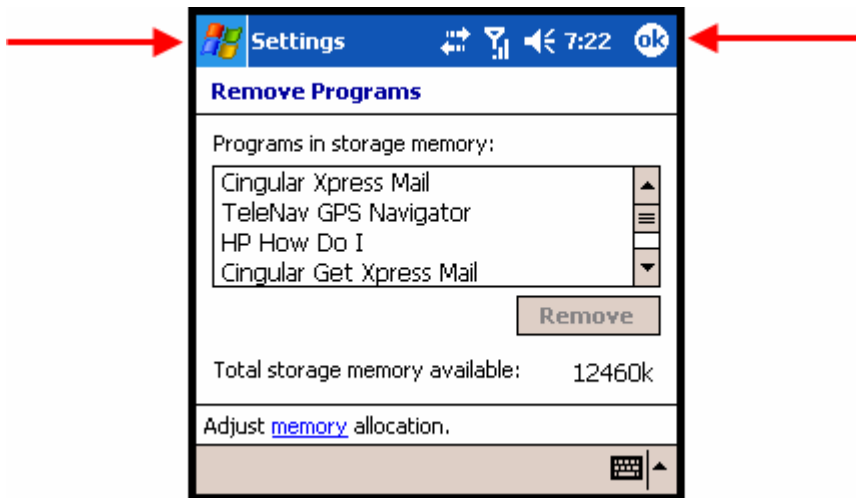 Settings 7:22 ok
Remove Programs
Programs in storage memory:
Cingular Xpress Mail
TeleNav GPS Navigator
HP How Do I
Cingular Get Xpress Mail
Remove
Total storage memory available: 12460k
Adjust memory allocation.